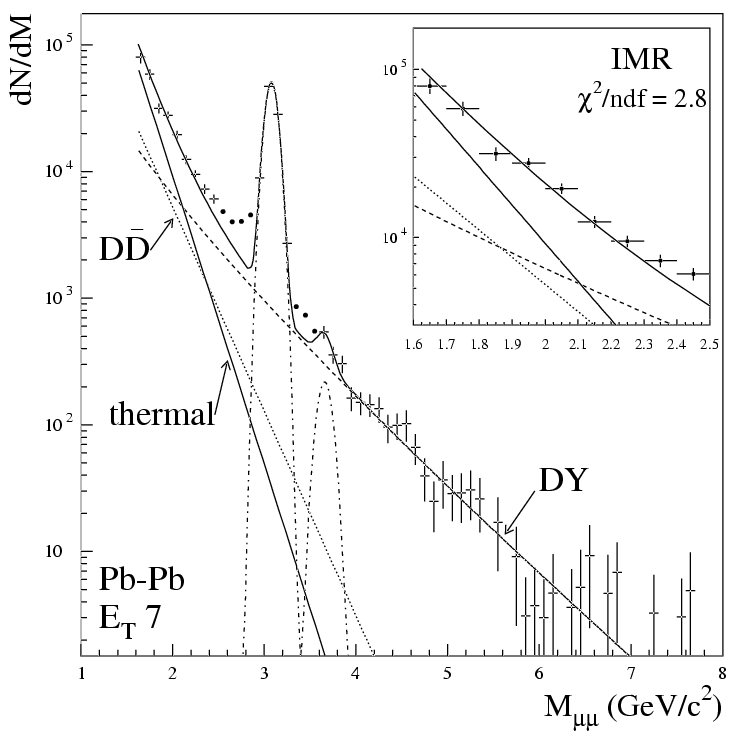 dN/dM
10^5
10^4
10^3
10^2
10
DD̅
thermal
DY
Pb-Pb
E_T 7
1 2 3 4 5 6 7 8
M_μμ (GeV/c^2)
IMR
χ^2/ndf = 2.8
10^5
10^4
1.6 1.7 1.8 1.9 2 2.1 2.2 2.3 2.4 2.5